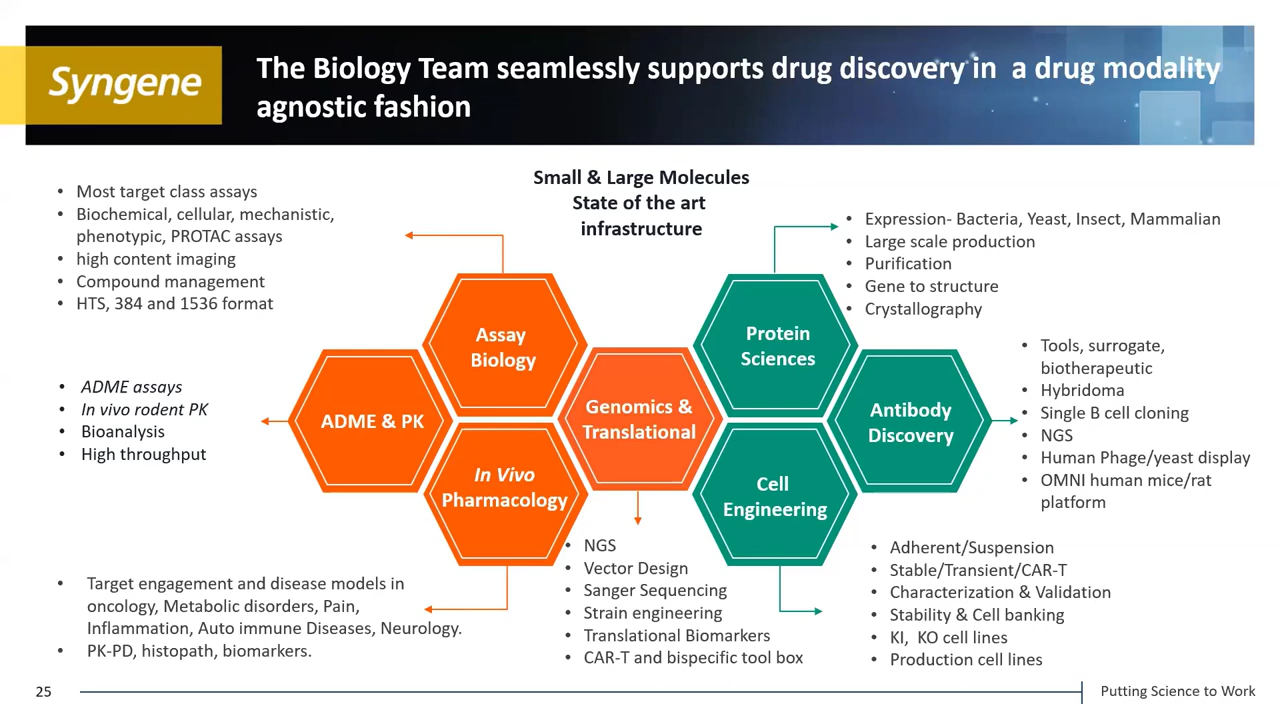 Syngene
The Biology Team seamlessly supports drug discovery in a drug modality
agnostic fashion
Small & Large Molecules
State of the art
infrastructure
• Most target class assays
• Biochemical, cellular, mechanistic,
phenotypic, PROTAC assays
• high content imaging
• Compound management
• HTS, 384 and 1536 format
• Expression- Bacteria, Yeast, Insect, Mammalian
• Large scale production
• Purification
• Gene to structure
• Crystallography
Assay
Biology
Protein
Sciences
• ADME assays
• In vivo rodent PK
• Bioanalysis
• High throughput
ADME & PK
Genomics &
Translational
Antibody
Discovery
• Tools, surrogate,
biotherapeutic
• Hybridoma
• Single B cell cloning
• NGS
• Human Phage/yeast display
• OMNI human mice/rat
platform
In Vivo
Pharmacology
Cell
Engineering
• Target engagement and disease models in
oncology, Metabolic disorders, Pain,
Inflammation, Auto immune Diseases, Neurology.
• PK-PD, histopath, biomarkers.
• NGS
• Vector Design
• Sanger Sequencing
• Strain engineering
• Translational Biomarkers
• CAR-T and bispecific tool box
• Adherent/Suspension
• Stable/Transient/CAR-T
• Characterization & Validation
• Stability & Cell banking
• KI, KO cell lines
• Production cell lines
25
Putting Science to Work